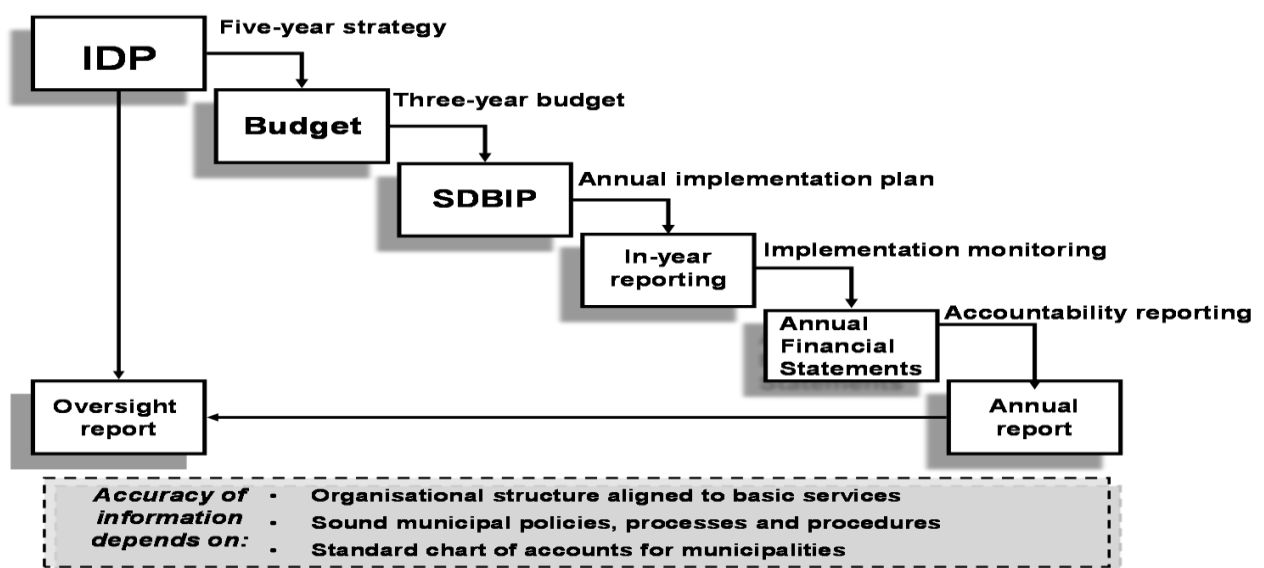 IDP
Five-year strategy
Budget
Three-year budget
SDBIP
Annual implementation plan
In-year
reporting
Implementation monitoring
Annual
Financial
Statements
Accountability reporting
Oversight
report
Annual
report
Accuracy of
information
depends on:
• Organisational structure aligned to basic services
• Sound municipal policies, processes and procedures
• Standard chart of accounts for municipalities